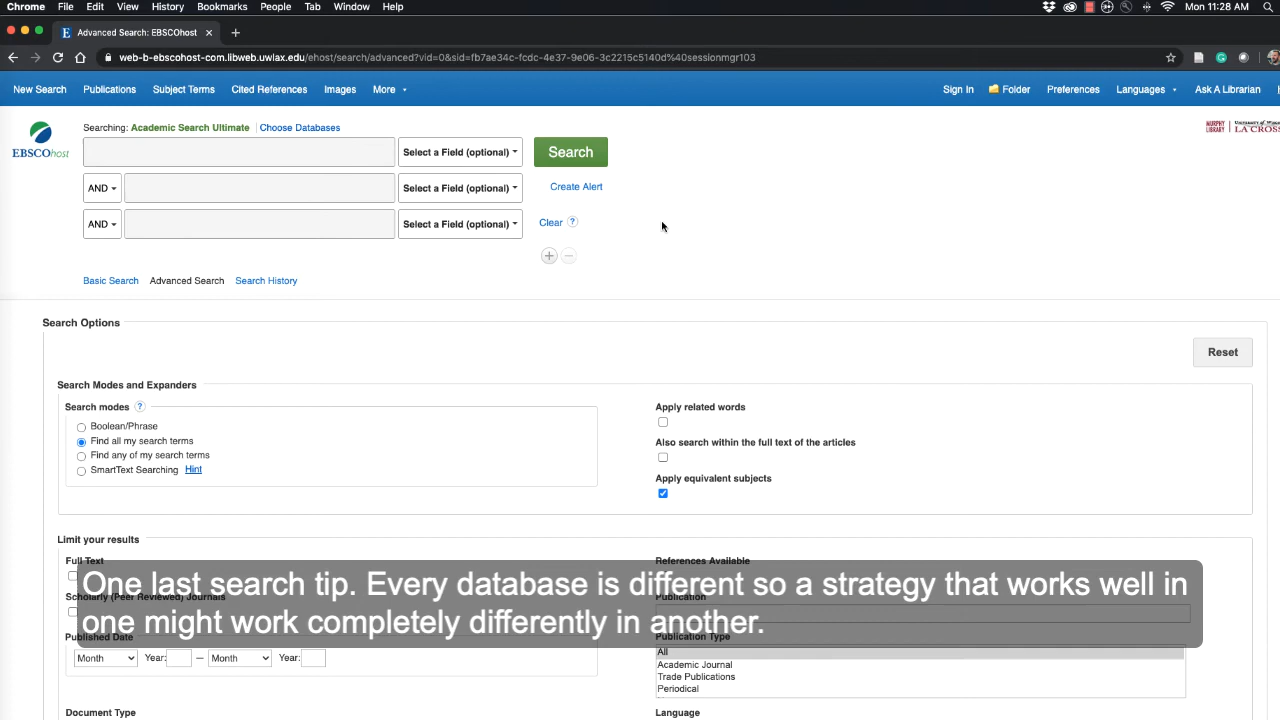 Chrome File Edit View History Bookmarks People Tab Window Help Mon 11:28 AM
Advanced Search: EBSCOhost
web-b-ebscohost-com.libweb.uwlax.edu/ehost/search/advanced?vid=0&sid=fb7ae34c-fcdc-4e37-9e06-3c2215c5140d%40sessionmgr103
New Search Publications Subject Terms Cited References Images More Sign In Folder Preferences Languages Ask A Librarian
Searching: Academic Search Ultimate Choose Databases
EBSCOhost
Select a Field (optional) Search
AND Select a Field (optional) Create Alert
AND Select a Field (optional) Clear ?
MURPHY LIBRARY LA CROSS
Basic Search Advanced Search Search History
Search Options
Reset
Search Modes and Expanders
Search modes ?
Boolean/Phrase
Find all my search terms
Find any of my search terms
SmartText Searching Hint
Apply related words
Also search within the full text of the articles
Apply equivalent subjects
Limit your results
Full Text
References Available
One last search tip. Every database is different so a strategy that works well in
one might work completely differently in another.
Scholarly (Peer Reviewed) Journals
Publication
Published Date
Month Year: — Month Year:
Publication Type
All
Academic Journal
Trade Publications
Periodical
Document Type
Language